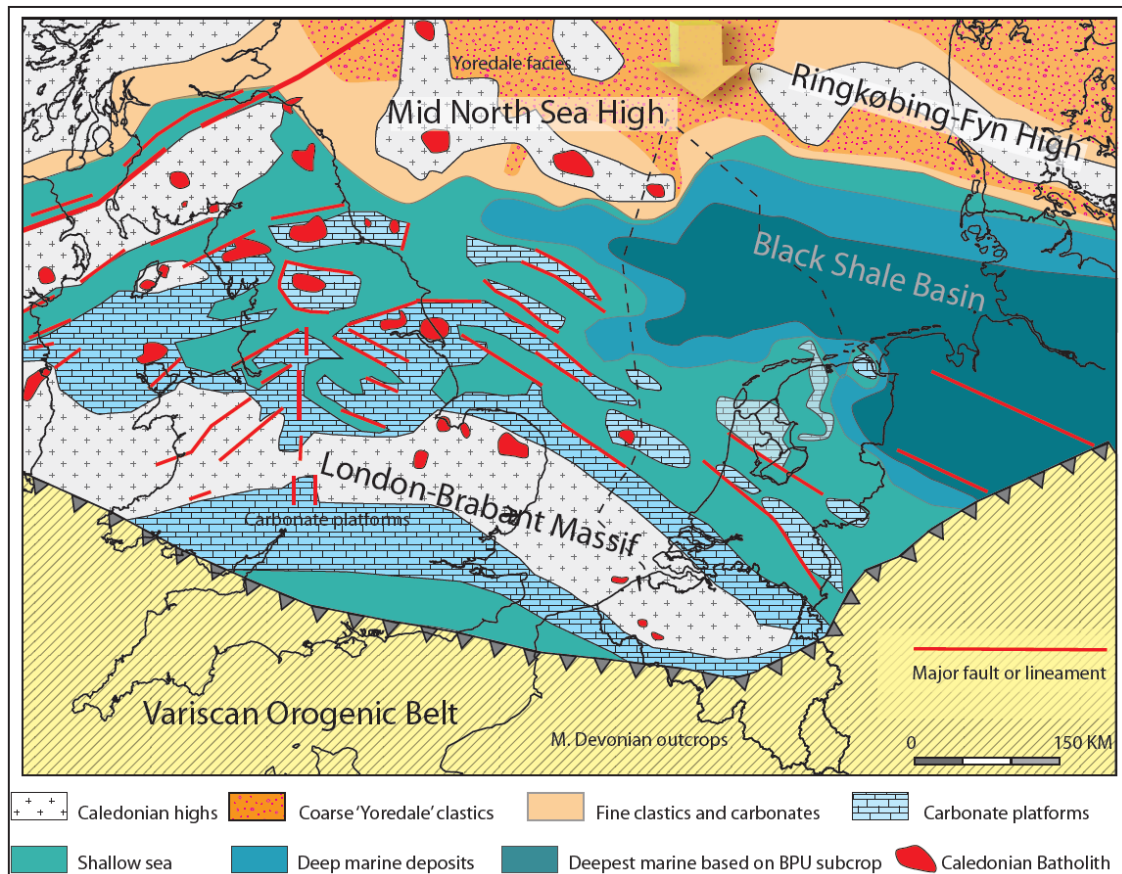 Yoredale facies
Mid North Sea High
Ringkøbing-Fyn High
Black Shale Basin
London-Brabant Massif
Carbonate platforms
Variscan Orogenic Belt
M. Devonian outcrops
Major fault or lineament
0 150 KM
Caledonian highs
Coarse 'Yoredale' clastics
Fine clastics and carbonates
Carbonate platforms
Shallow sea
Deep marine deposits
Deepest marine based on BPU subcrop
Caledonian Batholith